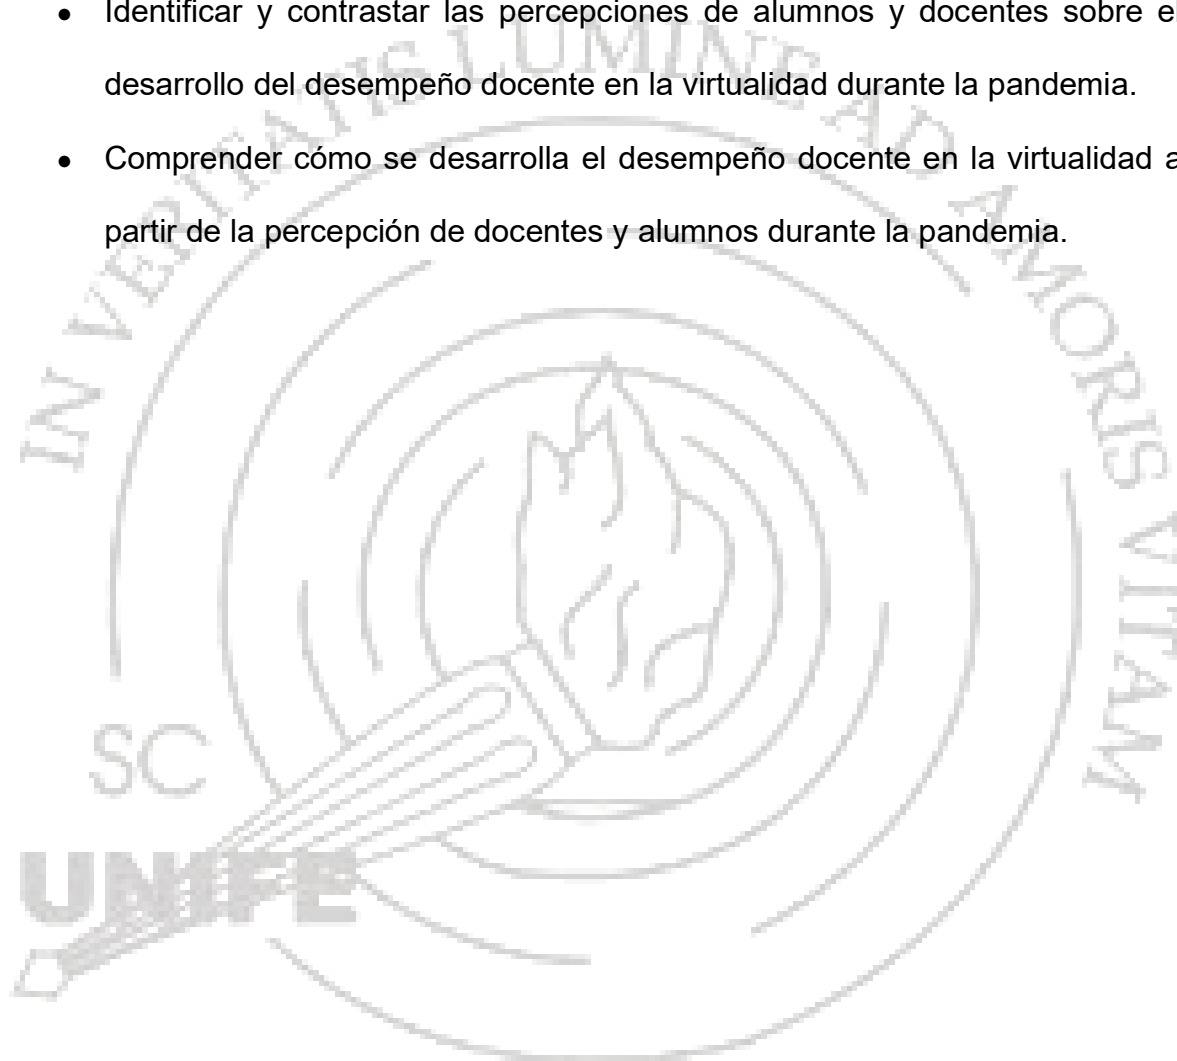 • Identificar y contrastar las percepciones de alumnos y docentes sobre el
desarrollo del desempeño docente en la virtualidad durante la pandemia.
• Comprender cómo se desarrolla el desempeño docente en la virtualidad a
partir de la percepción de docentes y alumnos durante la pandemia.
IN VERITATIS LUMINE AD AMORIS VITAM
SC
UNIFE